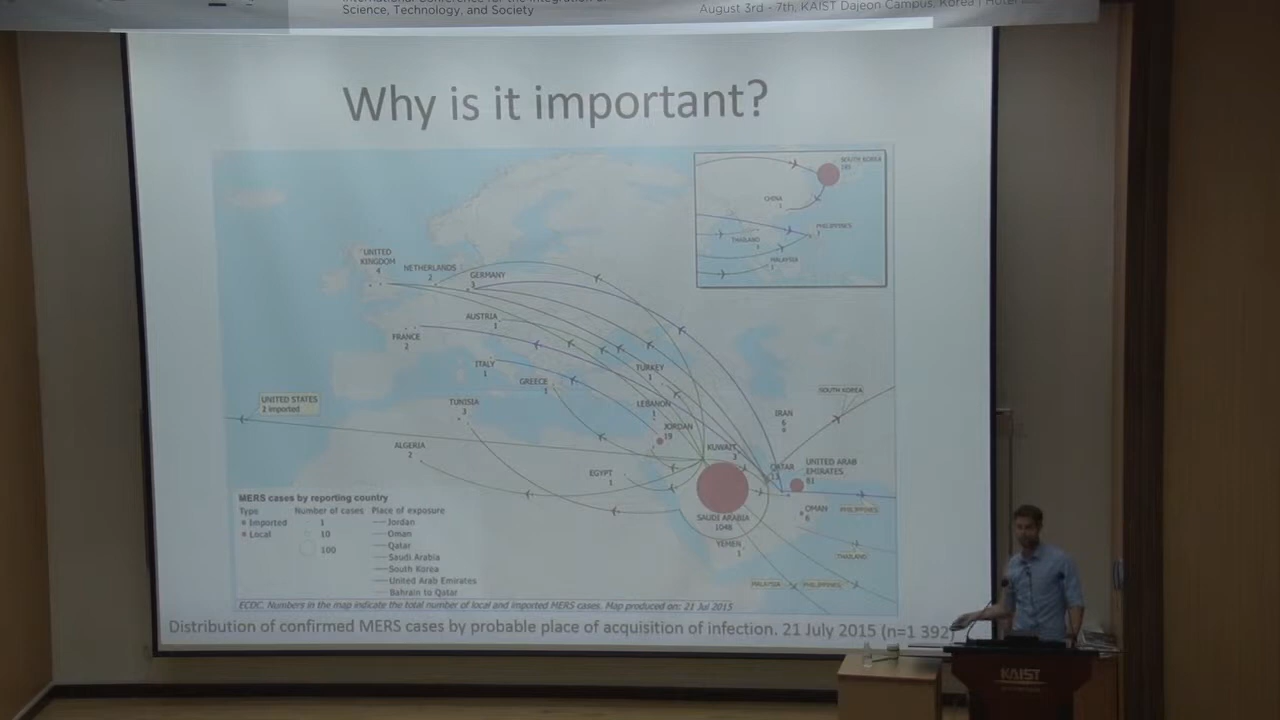 Science, Technology, and Society
August 3rd - 7th, KAIST Dajeon Campus, Korea | Hotel
Why is it important?
SOUTH KOREA
CHINA
1
PHILIPPINES
THAILAND
MALAYSIA
UNITED
KINGDOM
4
NETHERLANDS
2
GERMANY
3
AUSTRIA
1
FRANCE
2
ITALY
1
TURKEY
1
GREECE
1
UNITED STATES
2 imported
TUNISIA
3
LEBANON
1
IRAN
6
SOUTH KOREA
JORDAN
19
ALGERIA
2
KUWAIT
3
EGYPT
1
QATAR
13
UNITED ARAB
EMIRATES
81
SAUDI ARABIA
1048
OMAN
6
PHILIPPINES
YEMEN
1
THAILAND
MALAYSIA
PHILIPPINES
MERS cases by reporting country
Type Number of cases Place of exposure
Imported 1 Jordan
Local 10 Oman
100 Qatar
Saudi Arabia
South Korea
United Arab Emirates
Bahrain to Qatar
ECDC. Numbers in the map indicate the total number of local and imported MERS cases. Map produced on: 21 Jul 2015
Distribution of confirmed MERS cases by probable place of acquisition of infection. 21 July 2015 (n=1 392)
KAIST